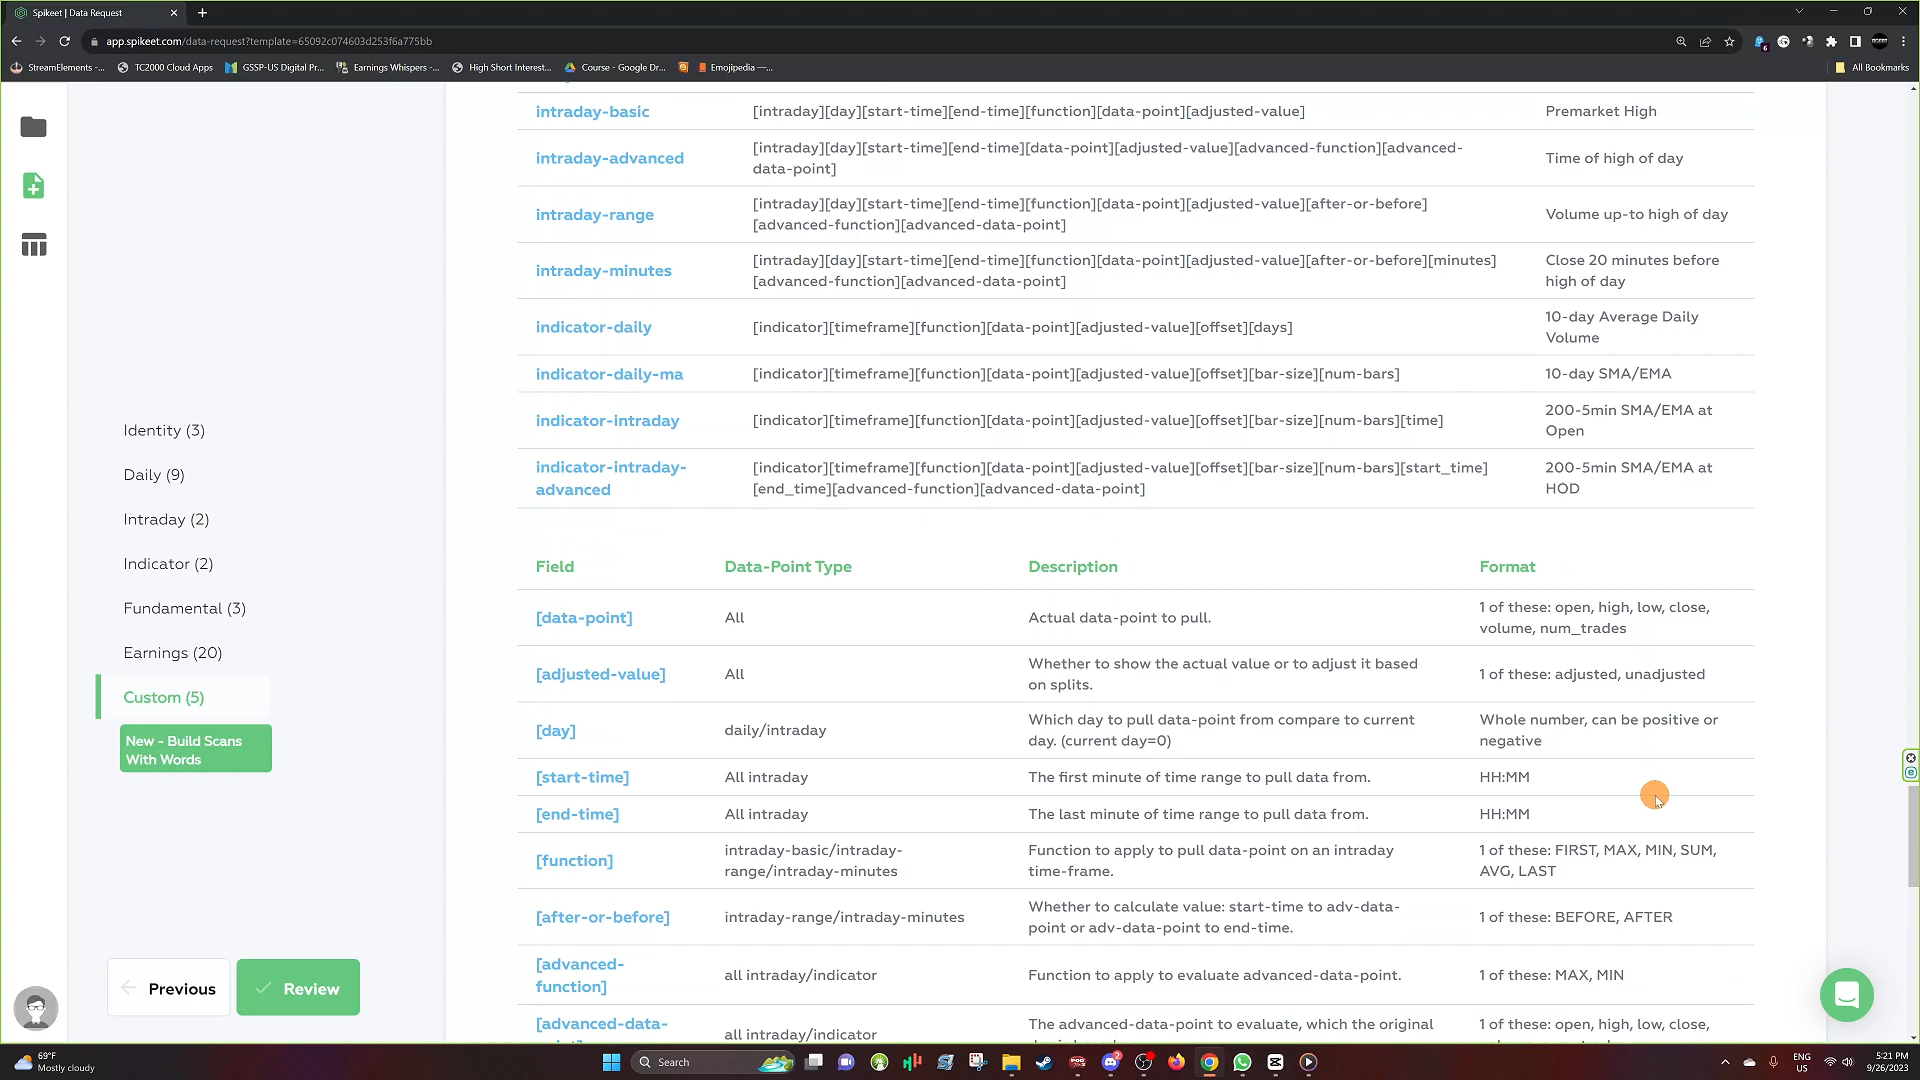 Spikeet | Data Request
app.spikeet.com/data-request?template=65092c074603d253f6a775bb
StreamElements -...
TC2000 Cloud Apps
GSSP-US Digital Pr...
Earnings Whispers -...
High Short Interest...
Course - Google Dr...
Emojipedia —...
All Bookmarks
intraday-basic
[intraday][day][start-time][end-time][function][data-point][adjusted-value]
Premarket High
intraday-advanced
[intraday][day][start-time][end-time][data-point][adjusted-value][advanced-function][advanced-
data-point]
Time of high of day
intraday-range
[intraday][day][start-time][end-time][function][data-point][adjusted-value][after-or-before]
[advanced-function][advanced-data-point]
Volume up-to high of day
intraday-minutes
[intraday][day][start-time][end-time][function][data-point][adjusted-value][after-or-before][minutes]
[advanced-function][advanced-data-point]
Close 20 minutes before
high of day
indicator-daily
[indicator][timeframe][function][data-point][adjusted-value][offset][days]
10-day Average Daily
Volume
indicator-daily-ma
[indicator][timeframe][function][data-point][adjusted-value][offset][bar-size][num-bars]
10-day SMA/EMA
indicator-intraday
[indicator][timeframe][function][data-point][adjusted-value][offset][bar-size][num-bars][time]
200-5min SMA/EMA at
Open
indicator-intraday-
advanced
[indicator][timeframe][function][data-point][adjusted-value][offset][bar-size][num-bars][start_time]
[end_time][advanced-function][advanced-data-point]
200-5min SMA/EMA at
HOD
Identity (3)
Daily (9)
Intraday (2)
Indicator (2)
Fundamental (3)
Earnings (20)
Custom (5)
New - Build Scans
With Words
Previous
Review
Field
Data-Point Type
Description
Format
[data-point]
All
Actual data-point to pull.
1 of these: open, high, low, close,
volume, num_trades
[adjusted-value]
All
Whether to show the actual value or to adjust it based
on splits.
1 of these: adjusted, unadjusted
[day]
daily/intraday
Which day to pull data-point from compare to current
day. (current day=0)
Whole number, can be positive or
negative
[start-time]
All intraday
The first minute of time range to pull data from.
HH:MM
[end-time]
All intraday
The last minute of time range to pull data from.
HH:MM
[function]
intraday-basic/intraday-
range/intraday-minutes
Function to apply to pull data-point on an intraday
time-frame.
1 of these: FIRST, MAX, MIN, SUM,
AVG, LAST
[after-or-before]
intraday-range/intraday-minutes
Whether to calculate value: start-time to adv-data-
point or adv-data-point to end-time.
1 of these: BEFORE, AFTER
[advanced-
function]
all intraday/indicator
Function to apply to evaluate advanced-data-point.
1 of these: MAX, MIN
[advanced-data-
all intraday/indicator
The advanced-data-point to evaluate, which the original
1 of these: open, high, low, close,
69°F
Mostly cloudy
Search
ENG
US
5:21 PM
9/26/2023